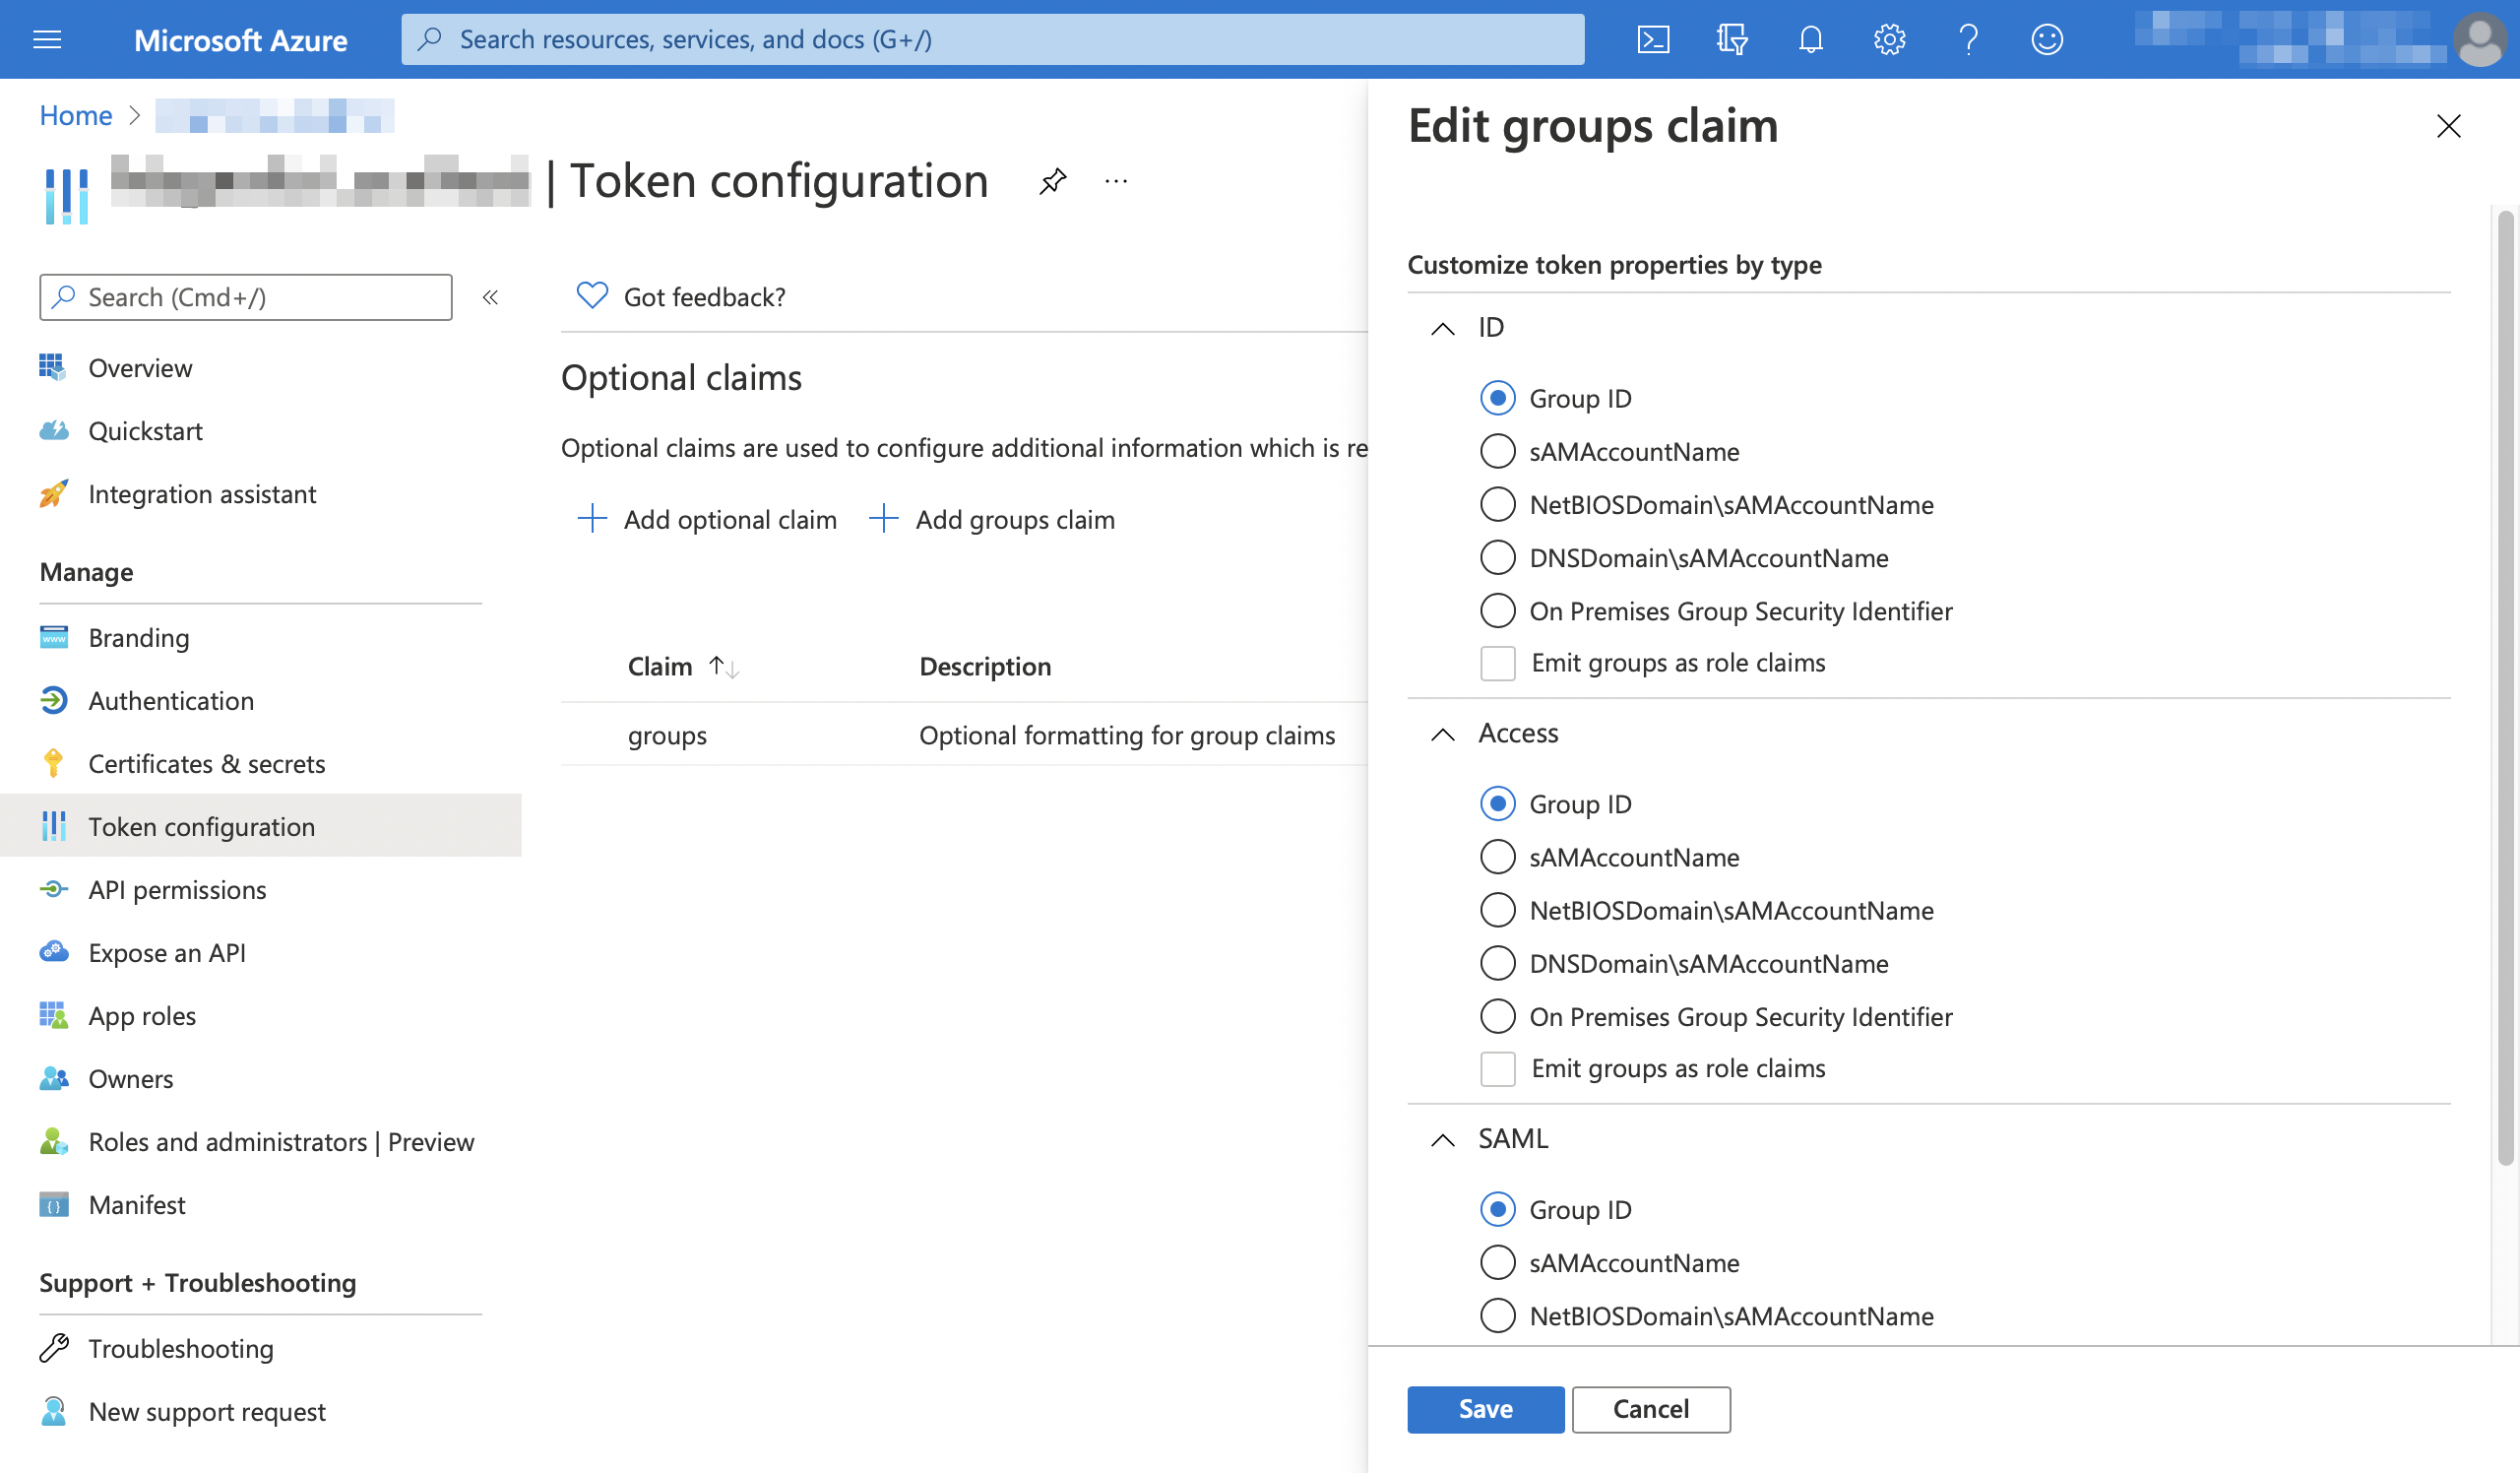 Microsoft Azure
Search resources, services, and docs (G+/)
Home
| Token configuration
Search (Cmd+/)
Overview
Quickstart
Integration assistant
Manage
Branding
Authentication
Certificates & secrets
Token configuration
API permissions
Expose an API
App roles
Owners
Roles and administrators | Preview
Manifest
Support + Troubleshooting
Troubleshooting
New support request
Got feedback?
Optional claims
Optional claims are used to configure additional information which is re
Add optional claim
Add groups claim
Claim Description
groups Optional formatting for group claims
Edit groups claim
Customize token properties by type
ID
Group ID
sAMAccountName
NetBIOSDomain\sAMAccountName
DNSDomain\sAMAccountName
On Premises Group Security Identifier
Emit groups as role claims
Access
Group ID
sAMAccountName
NetBIOSDomain\sAMAccountName
DNSDomain\sAMAccountName
On Premises Group Security Identifier
Emit groups as role claims
SAML
Group ID
sAMAccountName
NetBIOSDomain\sAMAccountName
Save
Cancel